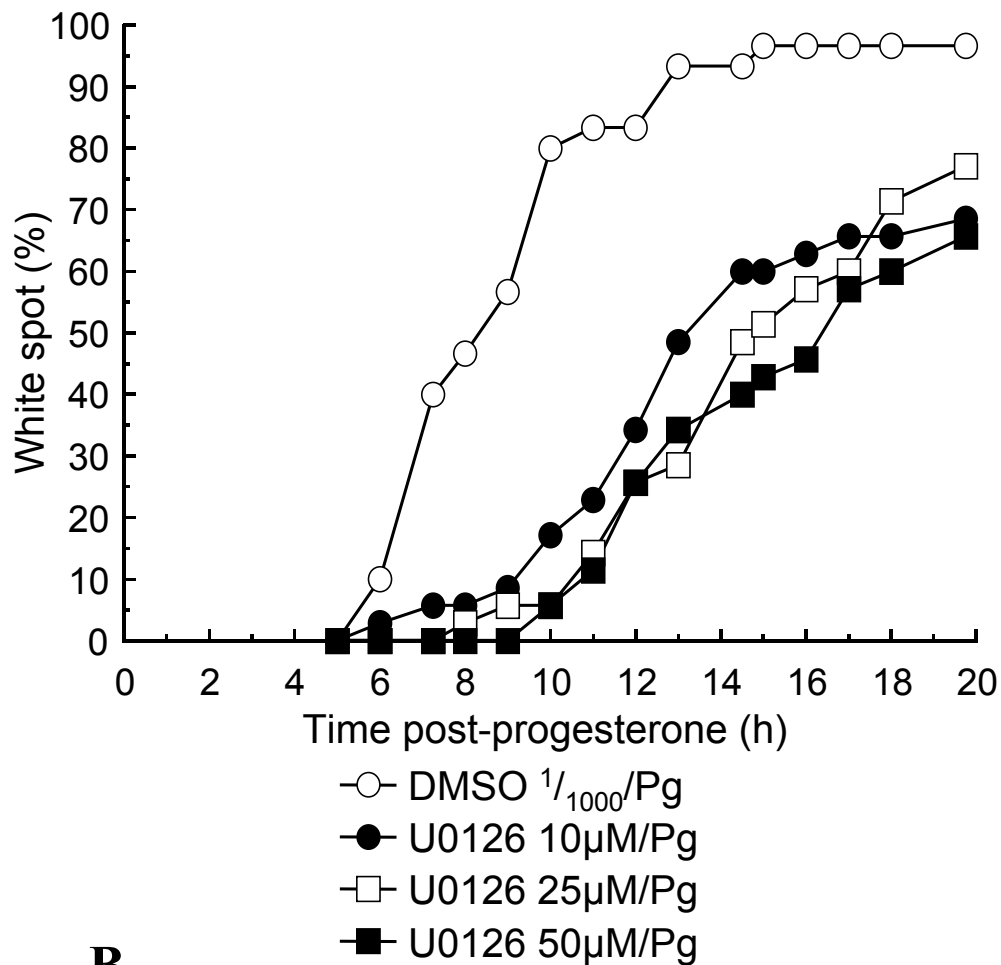 100
90
80
70
60
50
40
30
20
10
0
White spot (%)
0 2 4 6 8 10 12 14 16 18 20
Time post-progesterone (h)
DMSO ¹/₁₀₀₀/Pg
U0126 10µM/Pg
U0126 25µM/Pg
U0126 50µM/Pg
B